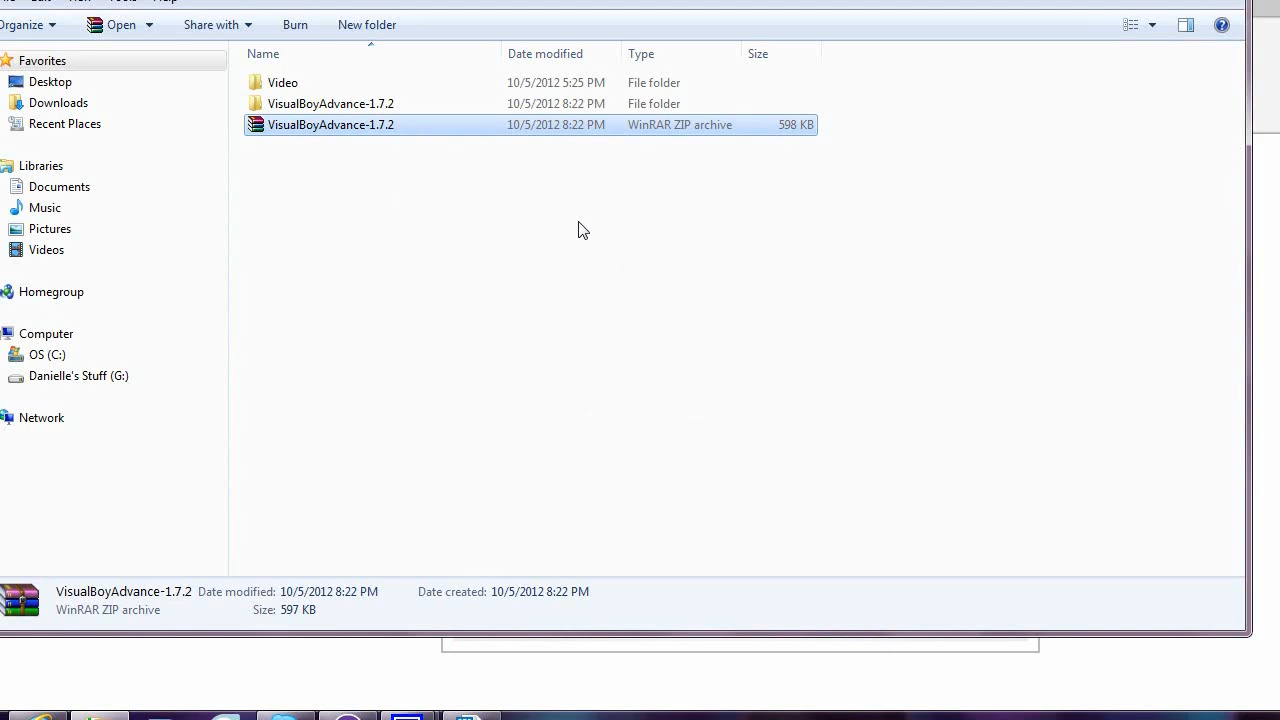 Organize Open Share with Burn New folder
Name Date modified Type Size
Favorites
Desktop
Downloads
Recent Places
Libraries
Documents
Music
Pictures
Videos
Homegroup
Computer
OS (C:)
Danielle's Stuff (G:)
Network
Video 10/5/2012 5:25 PM File folder
VisualBoyAdvance-1.7.2 10/5/2012 8:22 PM File folder
VisualBoyAdvance-1.7.2 10/5/2012 8:22 PM WinRAR ZIP archive 598 KB
VisualBoyAdvance-1.7.2 Date modified: 10/5/2012 8:22 PM Date created: 10/5/2012 8:22 PM
WinRAR ZIP archive Size: 597 KB